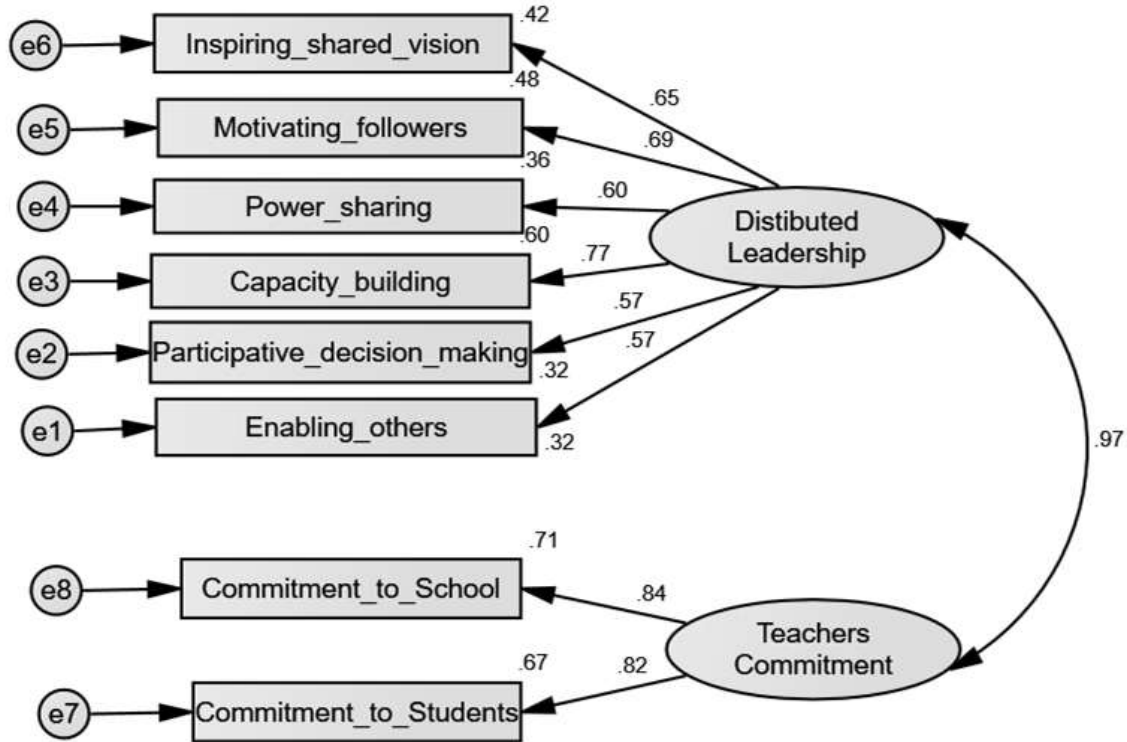 .42
e6
Inspiring_shared_vision
.48
.65
e5
Motivating_followers
.69
.36
e4
Power_sharing
.60
.60
Distibuted
Leadership
e3
Capacity_building
.77
.57
e2
Participative_decision_making
.32
.57
e1
Enabling_others
.32
.97
.71
e8
Commitment_to_School
.84
Teachers
Commitment
.67
.82
e7
Commitment_to_Students